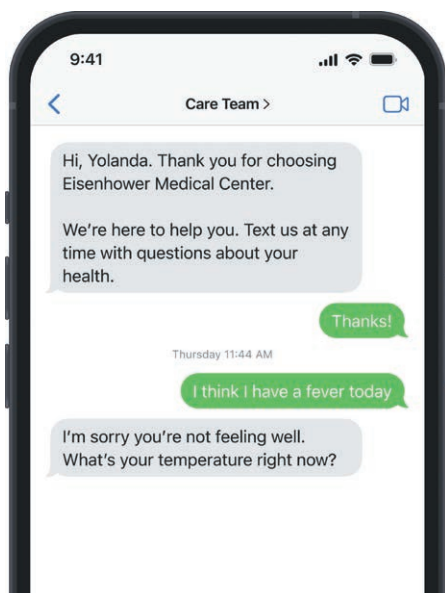 9:41
Care Team >
Hi, Yolanda. Thank you for choosing
Eisenhower Medical Center.
We're here to help you. Text us at any
time with questions about your
health.
Thanks!
Thursday 11:44 AM
I think I have a fever today
I'm sorry you're not feeling well.
What's your temperature right now?